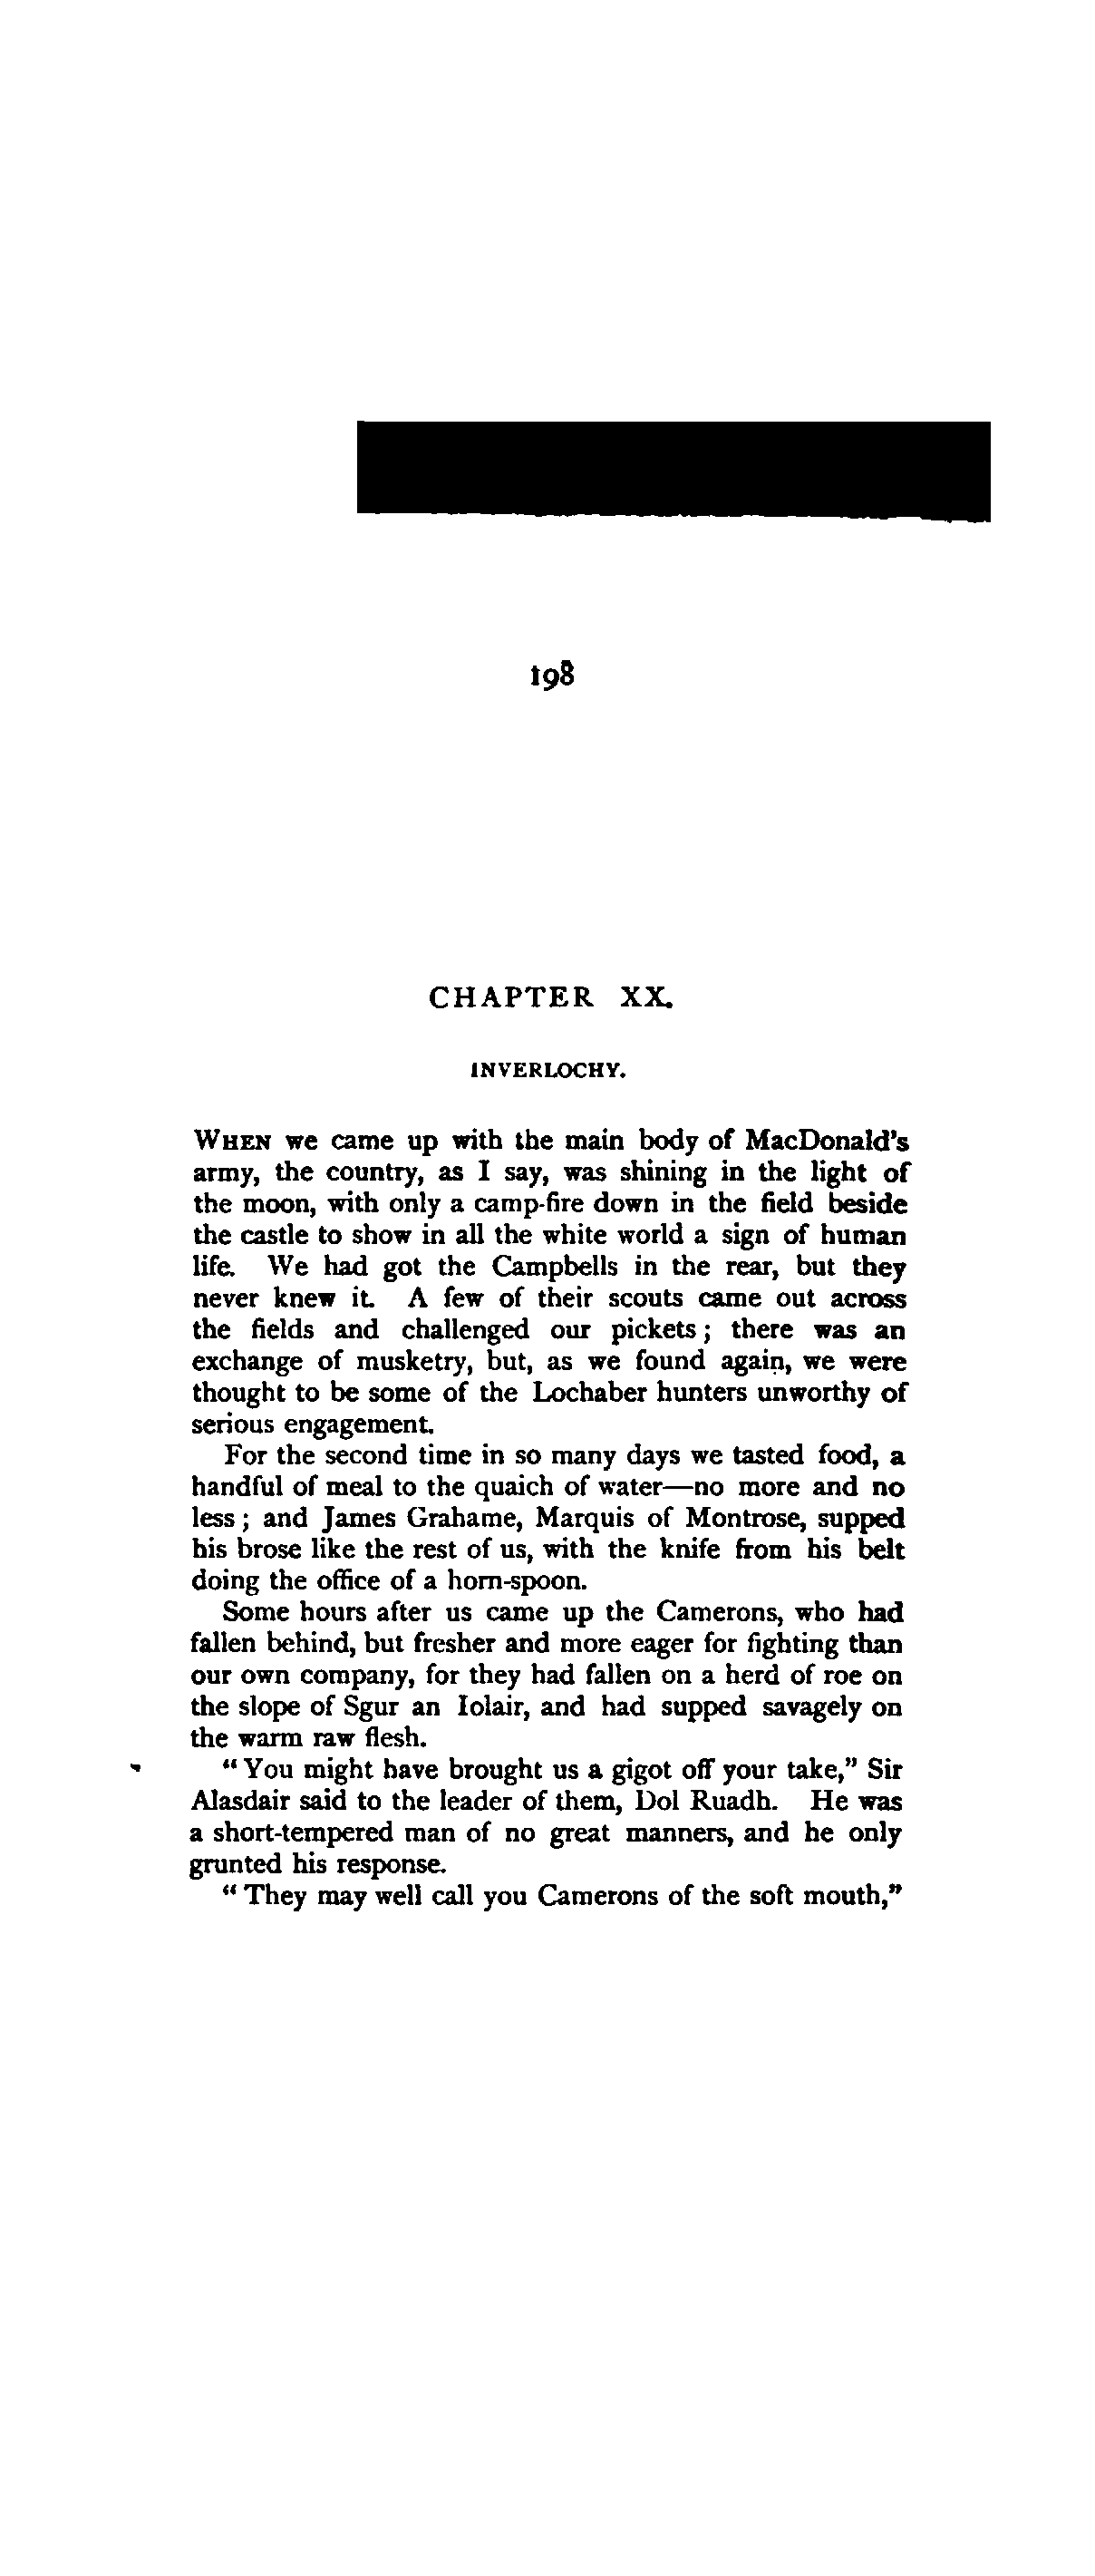 198
CHAPTER XX.
INVERLOCHY.
WHEN we came up with the main body of MacDonald's
army, the country, as I say, was shining in the light of
the moon, with only a camp-fire down in the field beside
the castle to show in all the white world a sign of human
life. We had got the Campbells in the rear, but they
never knew it. A few of their scouts came out across
the fields and challenged our pickets; there was an
exchange of musketry, but, as we found again, we were
thought to be some of the Lochaber hunters unworthy of
serious engagement.
For the second time in so many days we tasted food, a
handful of meal to the quaich of water—no more and no
less; and James Grahame, Marquis of Montrose, supped
his brose like the rest of us, with the knife from his belt
doing the office of a horn-spoon.
Some hours after us came up the Camerons, who had
fallen behind, but fresher and more eager for fighting than
our own company, for they had fallen on a herd of roe on
the slope of Sgur an Iolair, and had supped savagely on
the warm raw flesh.
"You might have brought us a gigot off your take," Sir
Alasdair said to the leader of them, Dol Ruadh. He was
a short-tempered man of no great manners, and he only
grunted his response.
"They may well call you Camerons of the soft mouth,"